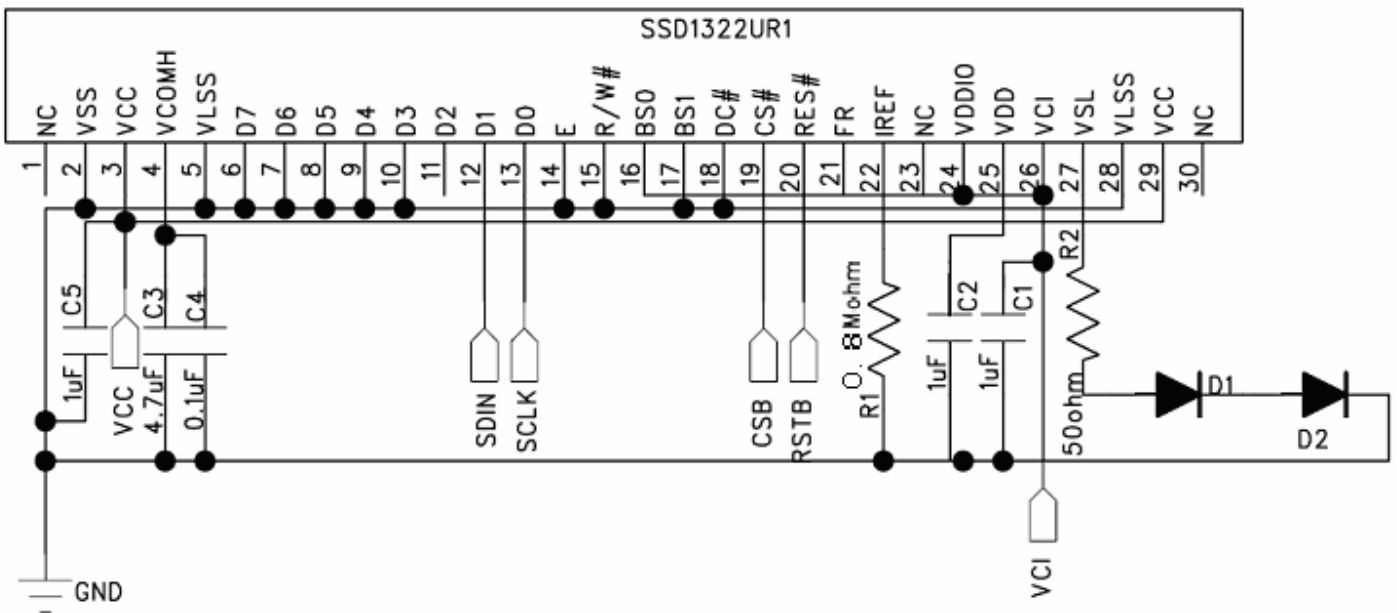 SSD1322UR1
NC
VSS
VCC
VCOMH
VLSS
D7
D6
D5
D4
D3
D2
D1
D0
E
R/W#
BS0
BS1
DC#
CS#
RES#
FR
IREF
NC
VDDIO
VDD
VCI
VSL
VLSS
VCC
NC
1
2
3
4
5
6
7
8
9
10
11
12
13
14
15
16
17
18
19
20
21
22
23
24
25
26
27
28
29
30
C5
1uF
VCC
C3
4.7uF
C4
0.1uF
SDIN
SCLK
CSB
RSTB
R1
0. 8Mohm
C2
1uF
C1
1uF
R2
50ohm
D1
D2
VCI
GND